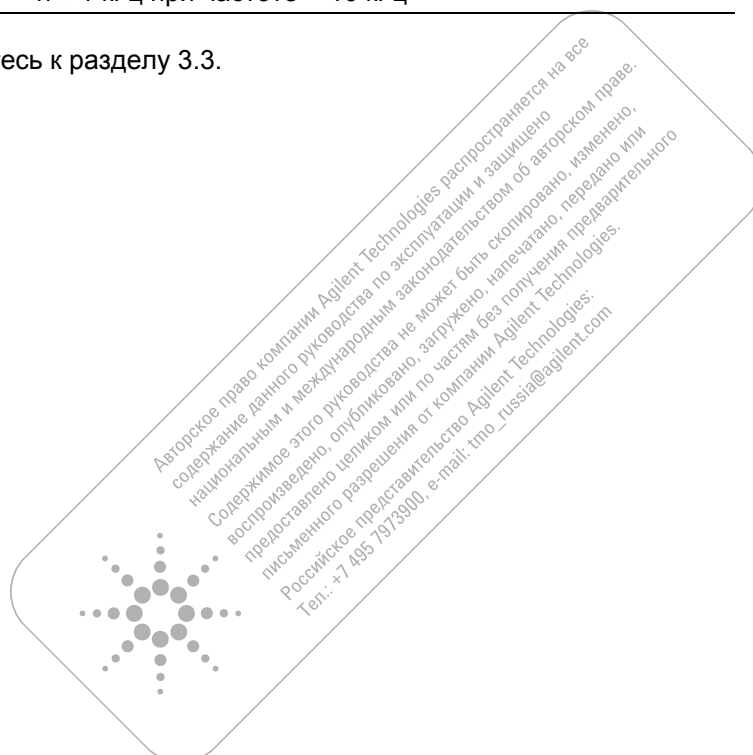 при частоте
тесь к разделу 3.3.
Авторское право компании Agilent Technologies распространяется на все
содержание данного руководства по эксплуатации и защищено
национальным и международным законодательством об авторском праве.
Содержимое этого руководства не может быть скопировано, изменено,
воспроизведено, опубликовано, загружено, напечатано, передано или
предоставлено целиком или по частям без получения предварительного
письменного разрешения от компании Agilent Technologies.
Российское представительство Agilent Technologies:
Тел.: +7 495 7973900, e-mail: tmo_russia@agilent.com